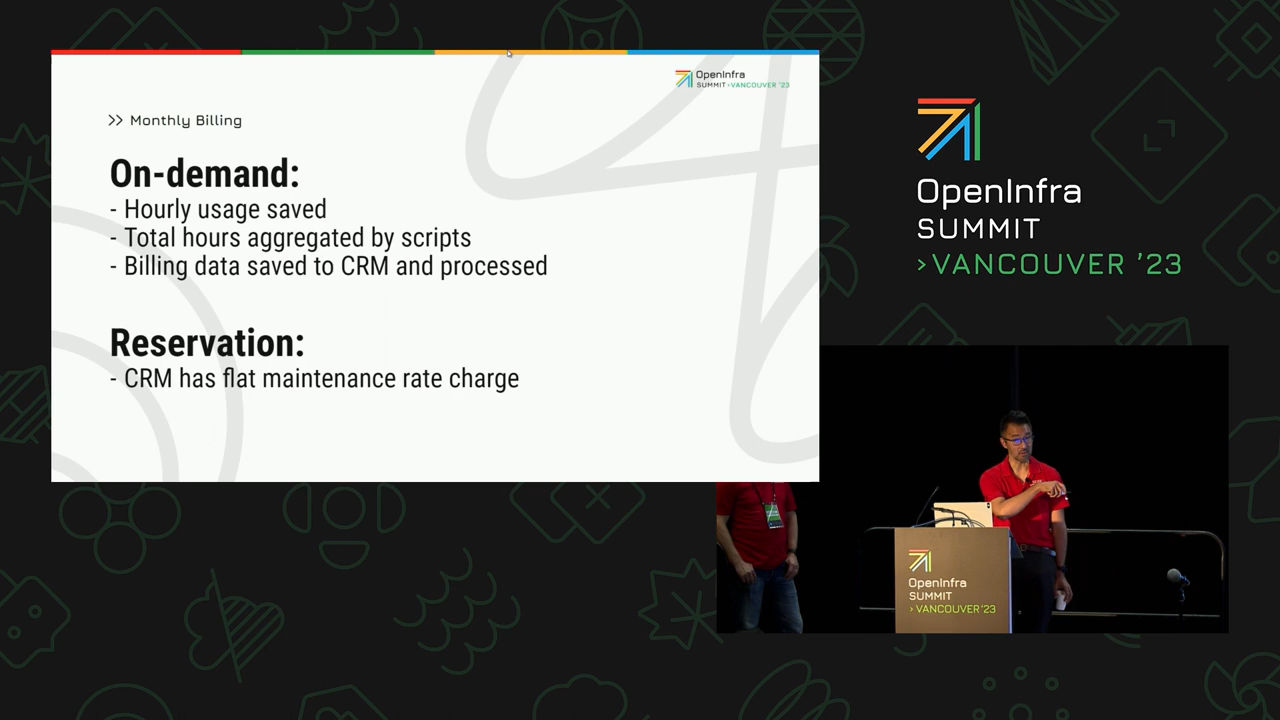 OpenInfra
SUMMIT › VANCOUVER '23
>> Monthly Billing
On-demand:
- Hourly usage saved
- Total hours aggregated by scripts
- Billing data saved to CRM and processed
Reservation:
- CRM has flat maintenance rate charge
OpenInfra
SUMMIT
›VANCOUVER ’23
OpenInfra
SUMMIT
› VANCOUVER '23